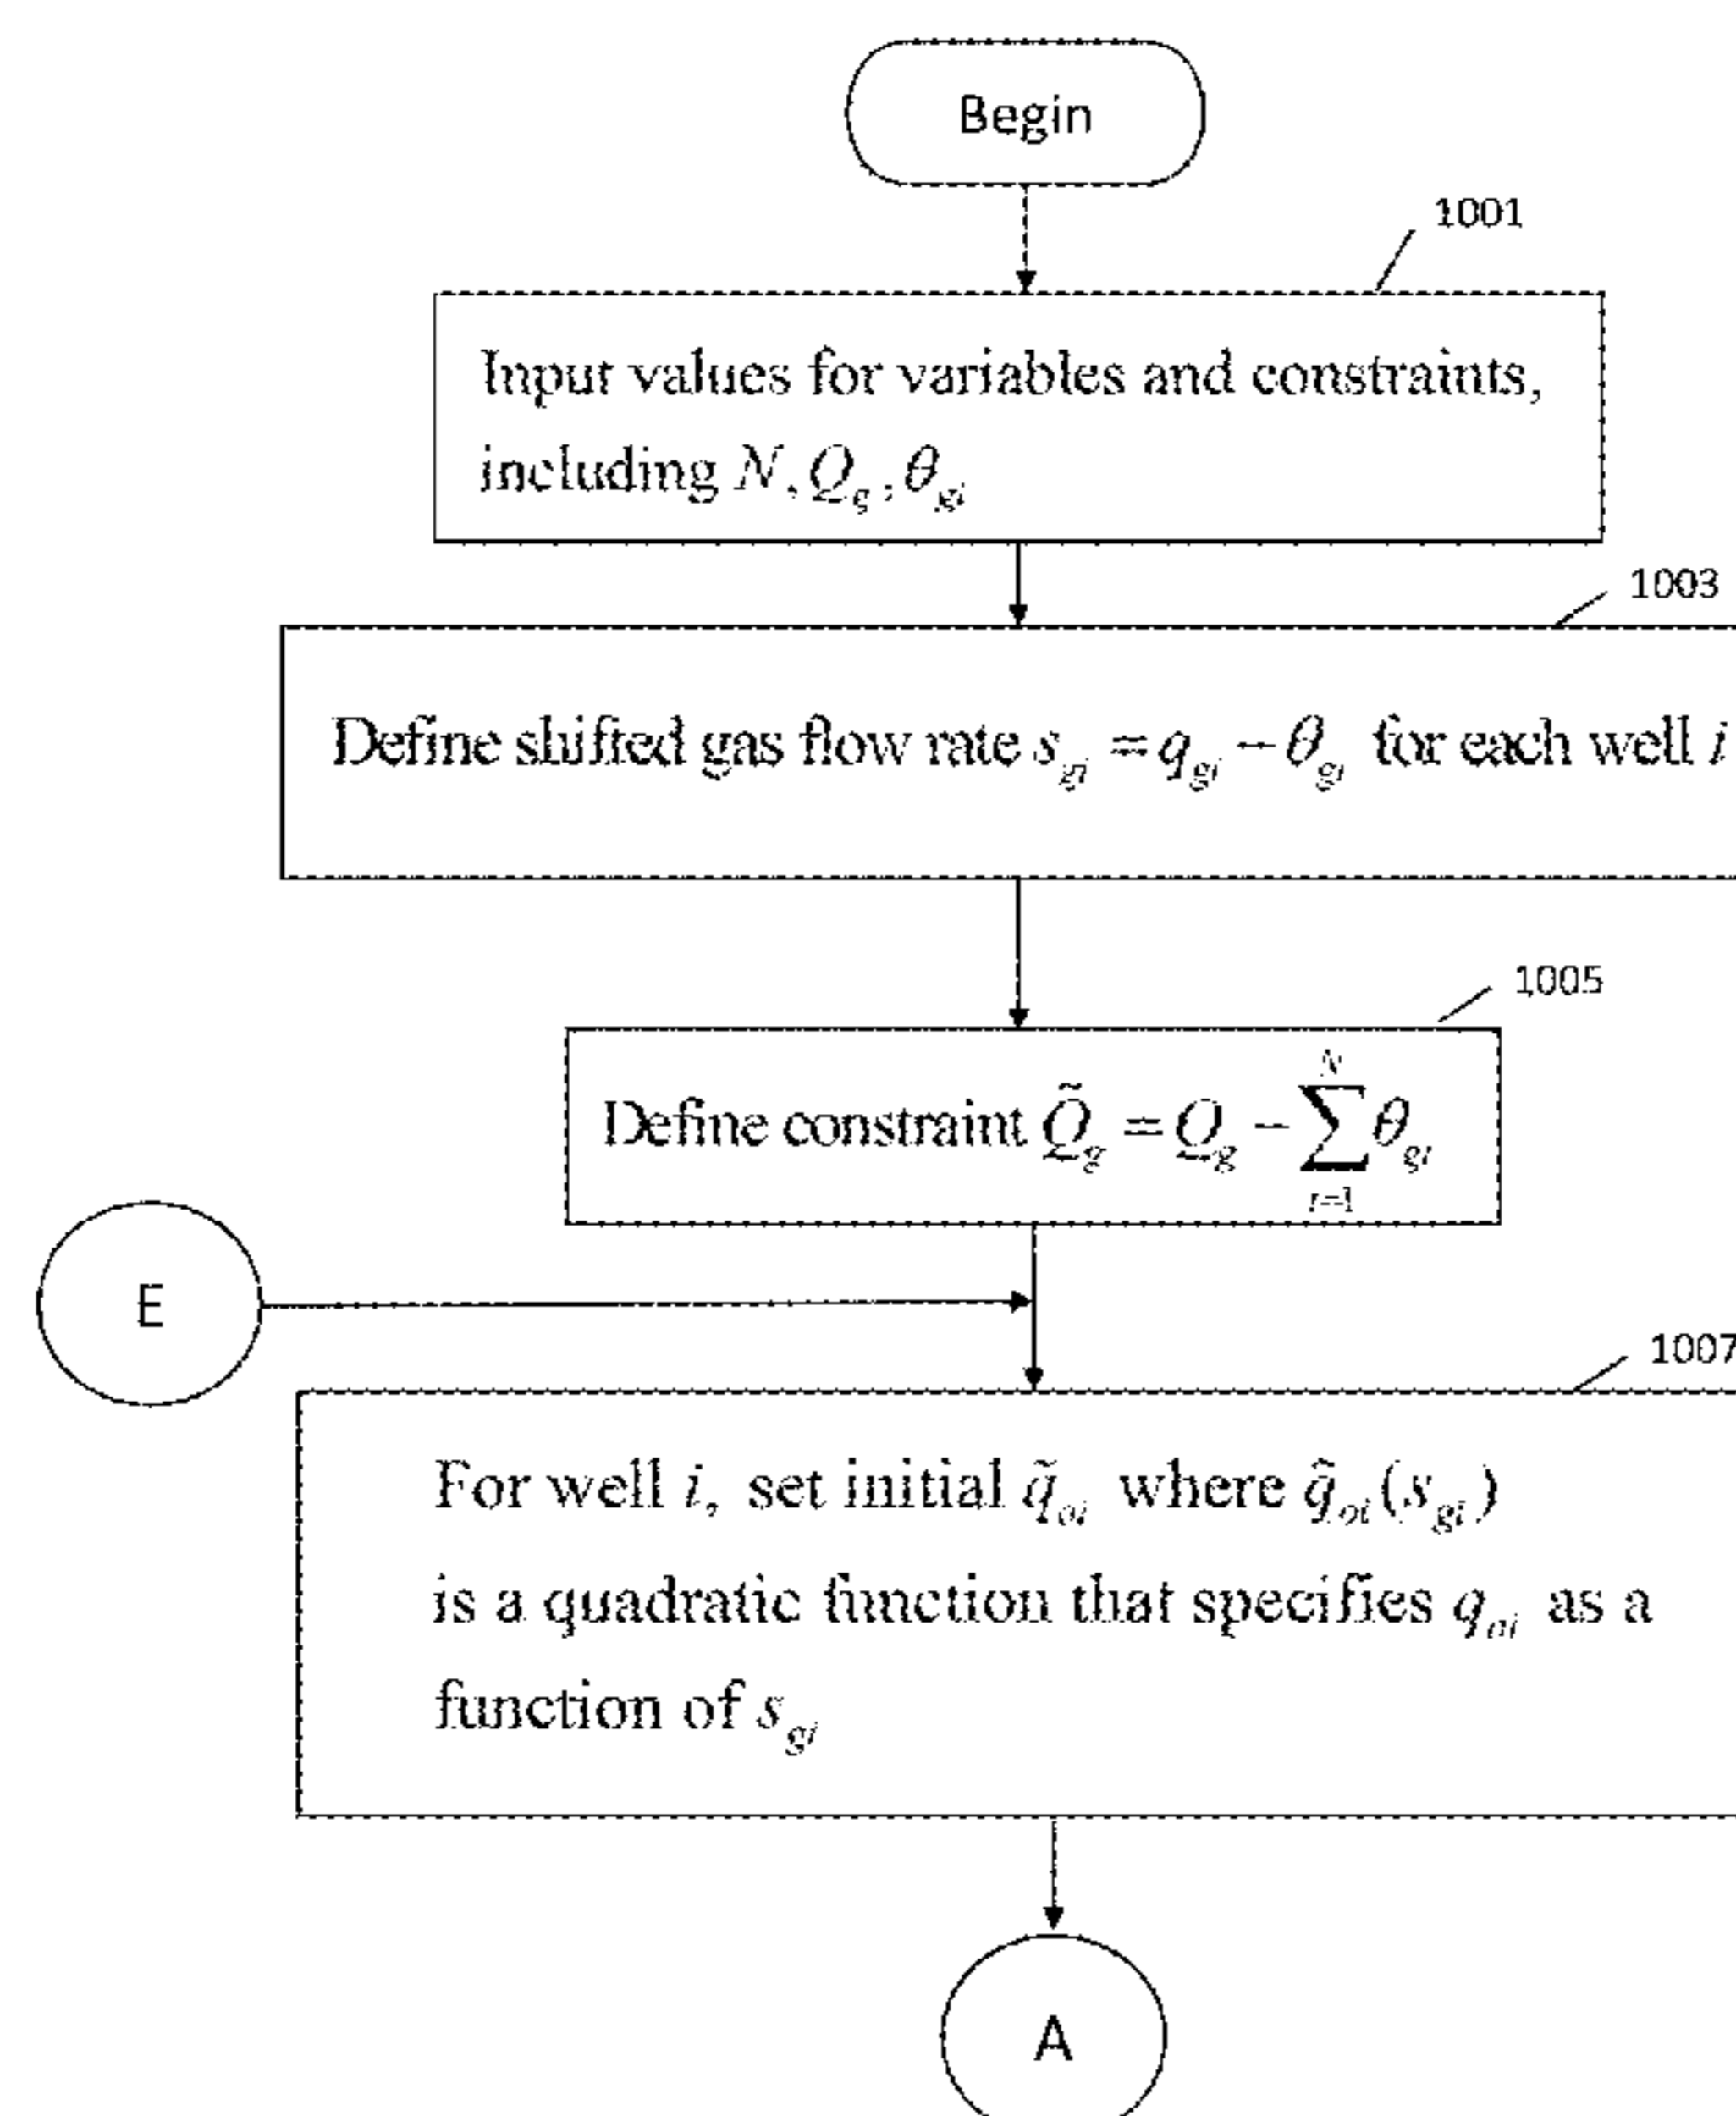 Begin
1001
Input values for variables and constraints,
including N, Q_g, θ_gi
1003
Define shifted gas flow rate s_gi = q_gi − θ_gi for each well i
1005
Define constraint Q̃_g = Q_g − ∑_{i=1}^{N} θ_gi
E
1007
For well i, set initial q̃_oi where q̃_oi(s_gi)
is a quadratic function that specifies q_oi as a
function of s_gi
A